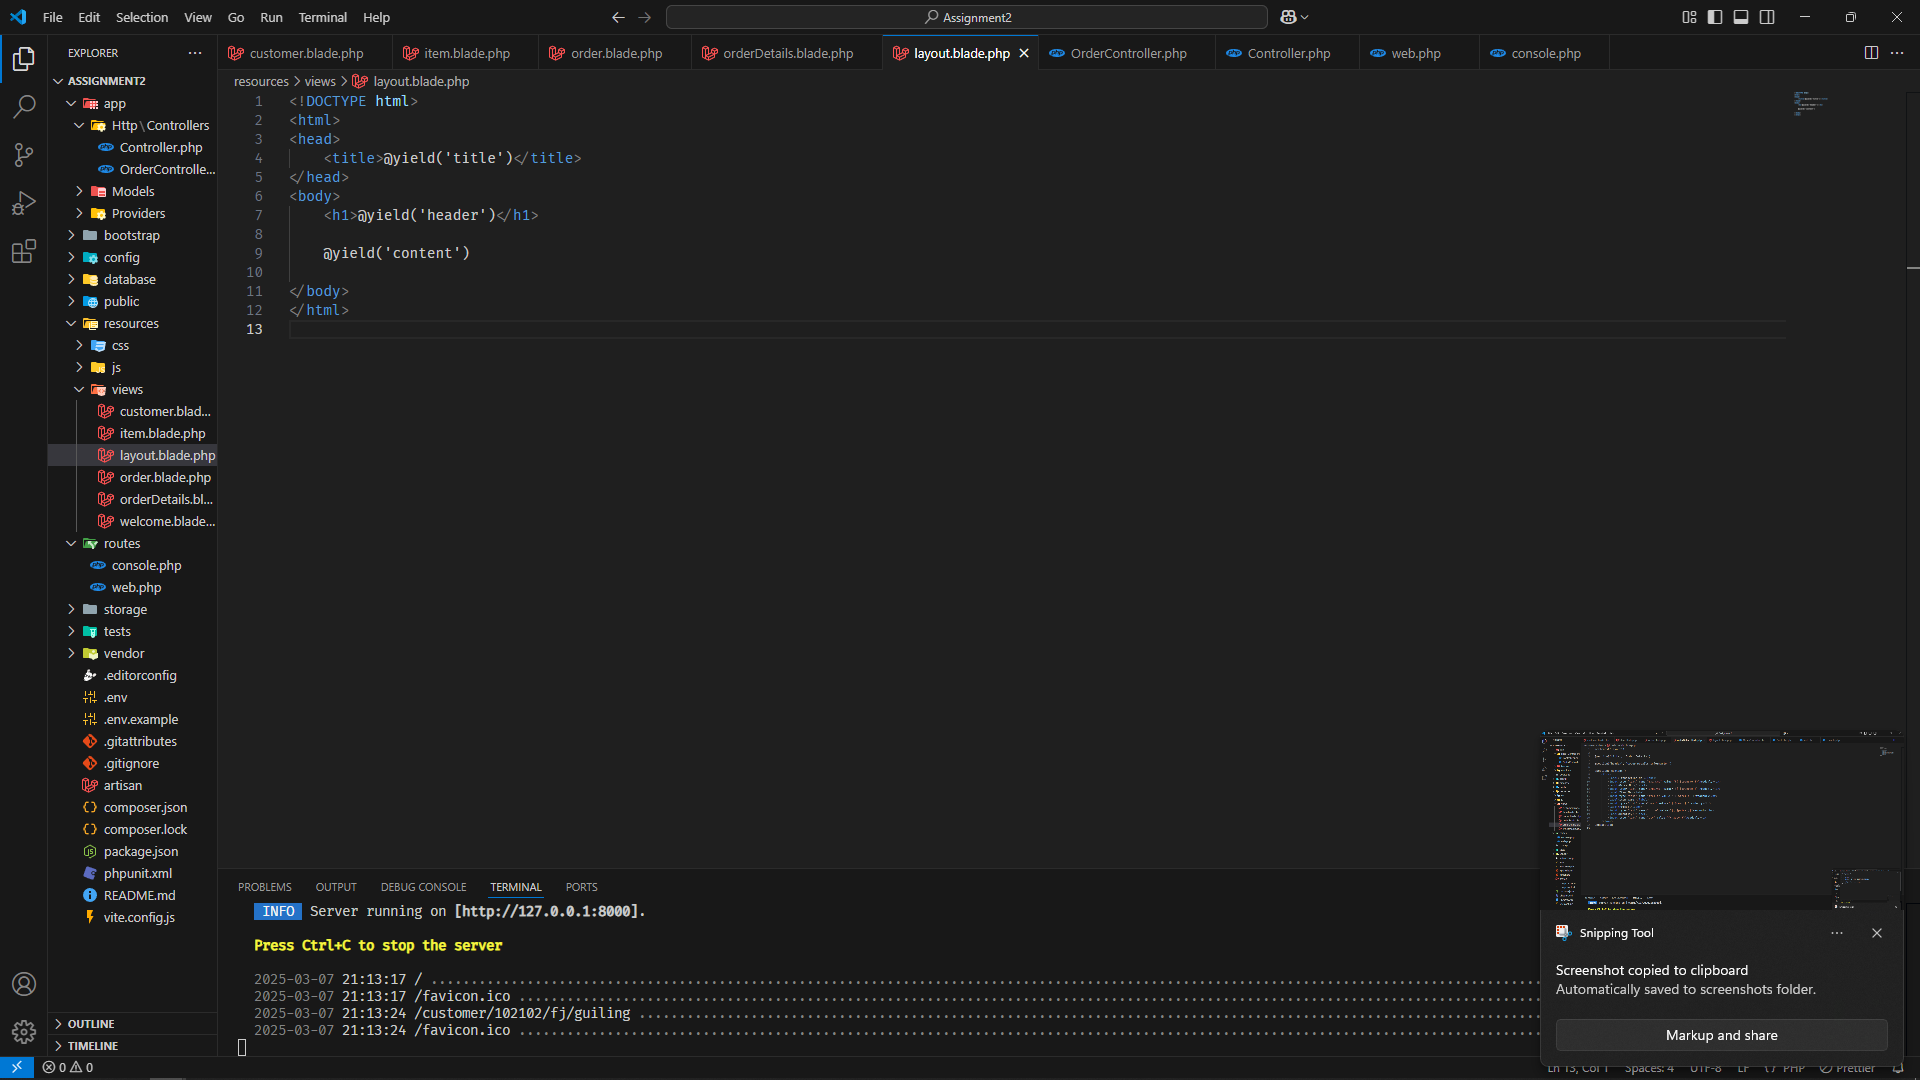 File Edit Selection View Go Run Terminal Help
Assignment2
EXPLORER
customer.blade.php item.blade.php order.blade.php orderDetails.blade.php layout.blade.php OrderController.php Controller.php web.php console.php
ASSIGNMENT2
resources > views > layout.blade.php
app
Http \ Controllers
Controller.php
OrderControlle...
Models
Providers
bootstrap
config
database
public
resources
css
js
views
customer.blad...
item.blade.php
layout.blade.php
order.blade.php
orderDetails.bl...
welcome.blade...
routes
console.php
web.php
storage
tests
vendor
.editorconfig
.env
.env.example
.gitattributes
.gitignore
artisan
composer.json
composer.lock
package.json
phpunit.xml
README.md
vite.config.js
OUTLINE
TIMELINE
1 <!DOCTYPE html>
2 <html>
3 <head>
4 <title>@yield('title')</title>
5 </head>
6 <body>
7 <h1>@yield('header')</h1>
8
9 @yield('content')
10
11 </body>
12 </html>
13
PROBLEMS OUTPUT DEBUG CONSOLE TERMINAL PORTS
INFO Server running on [http://127.0.0.1:8000].
Press Ctrl+C to stop the server
2025-03-07 21:13:17 / ........................................
2025-03-07 21:13:17 /favicon.ico ........................................
2025-03-07 21:13:24 /customer/102102/fj/guiling ........................................
2025-03-07 21:13:24 /favicon.ico ........................................
Snipping Tool
Screenshot copied to clipboard
Automatically saved to screenshots folder.
Markup and share
0 0
Ln 13, Col 1 Spaces: 4 UTF-8 LF {} PHP Prettier